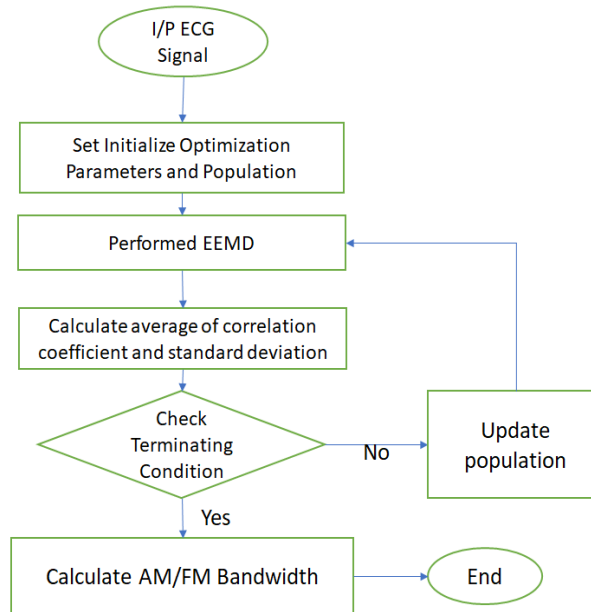 I/P ECG
Signal
Set Initialize Optimization
Parameters and Population
Performed EEMD
Calculate average of correlation
coefficient and standard deviation
Check
Terminating
Condition
No
Update
population
Yes
Calculate AM/FM Bandwidth
End